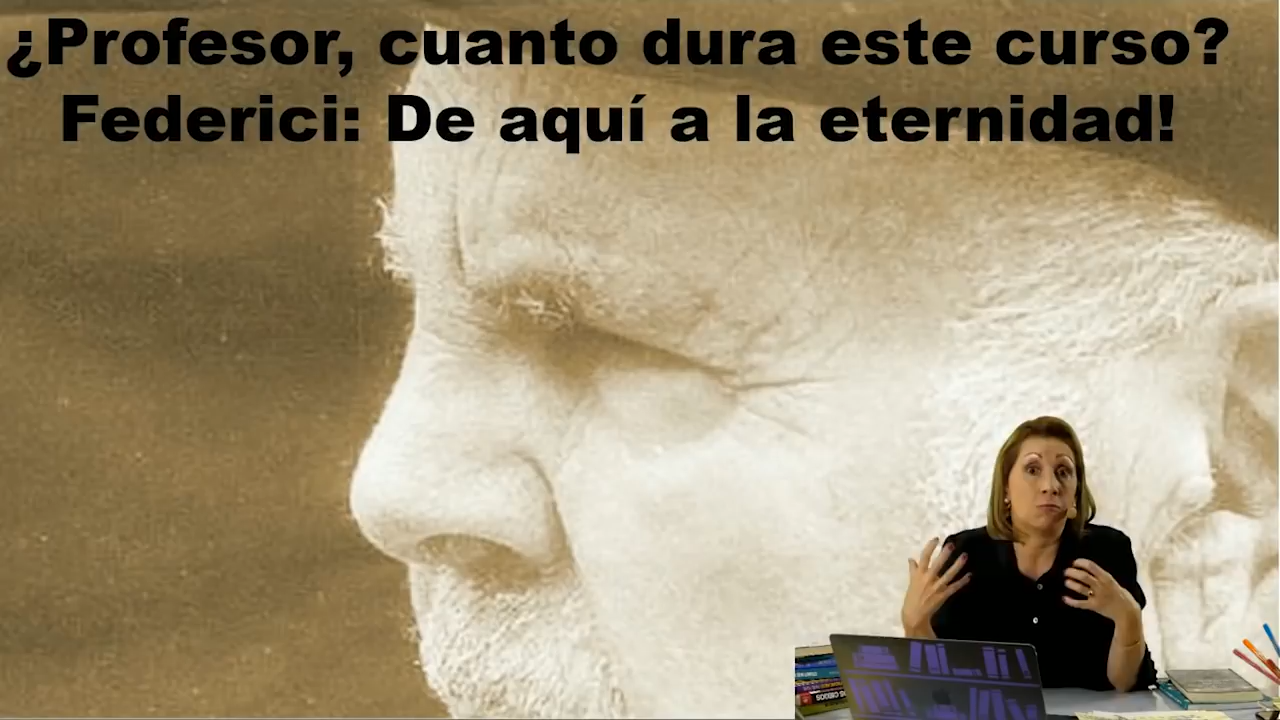 ¿Profesor, cuanto dura este curso?
Federici: De aquí a la eternidad!